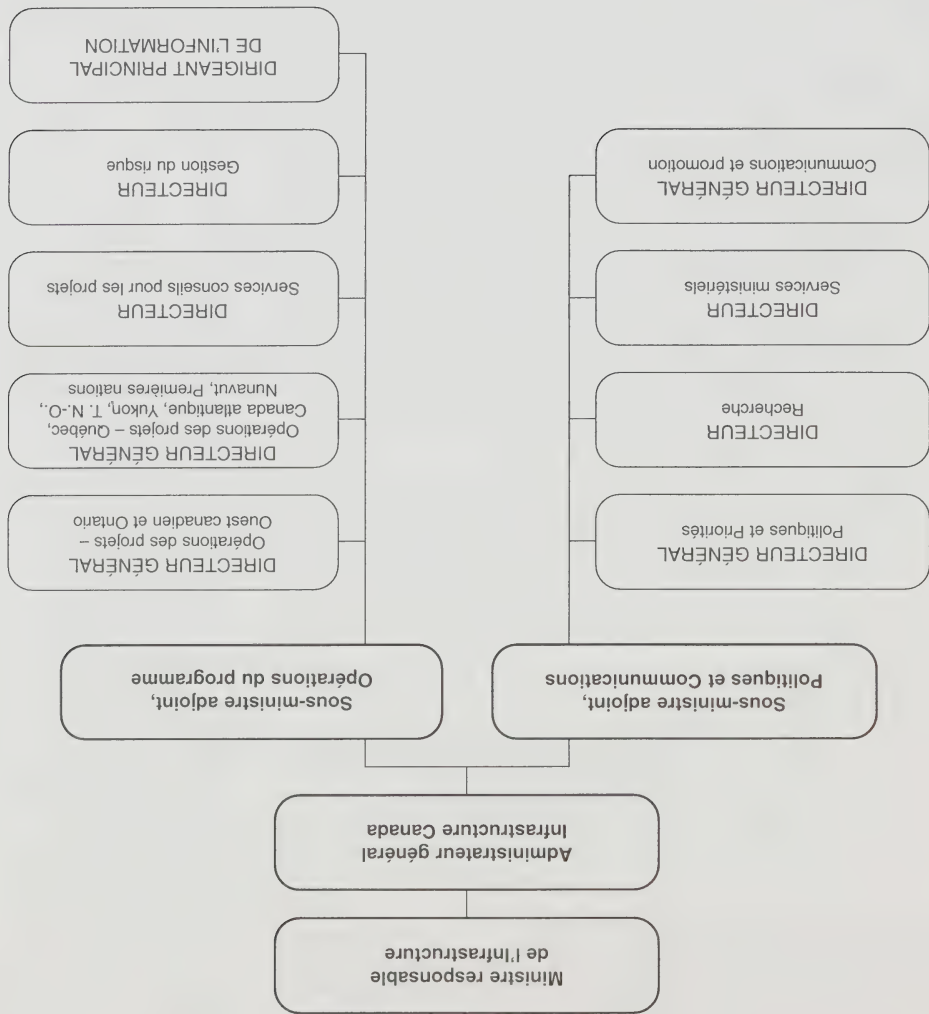 Ministre responsable
de l'Infrastructure
Administrateur général
Infrastructure Canada
Sous-ministre adjoint,
Politiques et Communications
DIRECTEUR GÉNÉRAL
Politiques et Priorités
DIRECTEUR
Recherche
DIRECTEUR
Services ministériels
DIRECTEUR GÉNÉRAL
Communications et promotion
Sous-ministre adjoint,
Opérations du programme
DIRECTEUR GÉNÉRAL
Opérations des projets –
Ouest canadien et Ontario
DIRECTEUR GÉNÉRAL
Opérations des projets – Québec,
Canada atlantique, Yukon, T. N.-O.,
Nunavut, Premières nations
DIRECTEUR
Services conseils pour les projets
DIRECTEUR
Gestion du risque
DIRIGEANT PRINCIPAL
DE L'INFORMATION